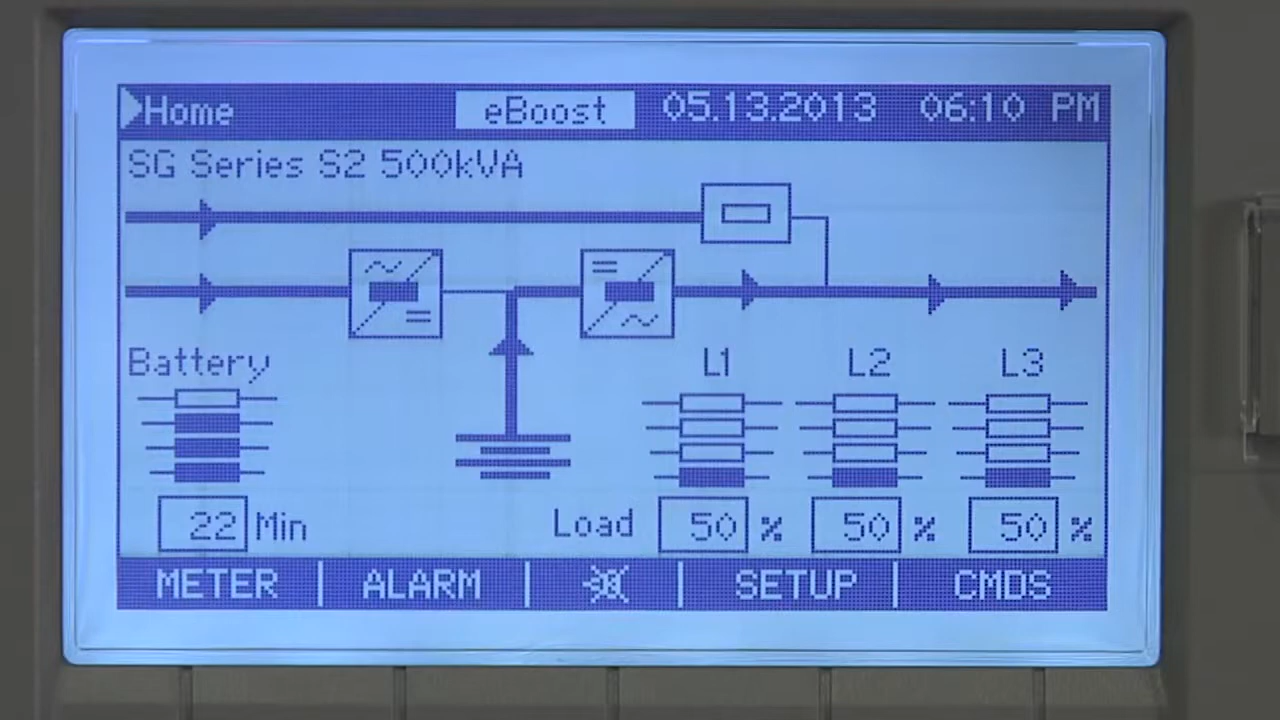 Home eBoost 05.13.2013 06:10 PM
SG Series S2 500kVA
Battery L1 L2 L3
22 Min Load 50 % 50 % 50 %
METER ALARM SETUP CMDS